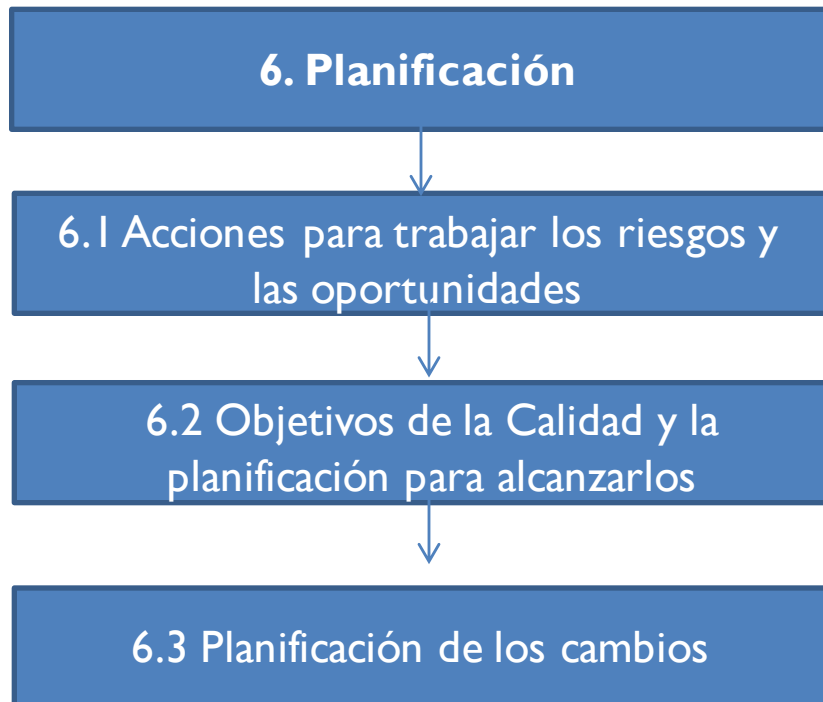 6. Planificación
6.1 Acciones para trabajar los riesgos y
las oportunidades
6.2 Objetivos de la Calidad y la
planificación para alcanzarlos
6.3 Planificación de los cambios